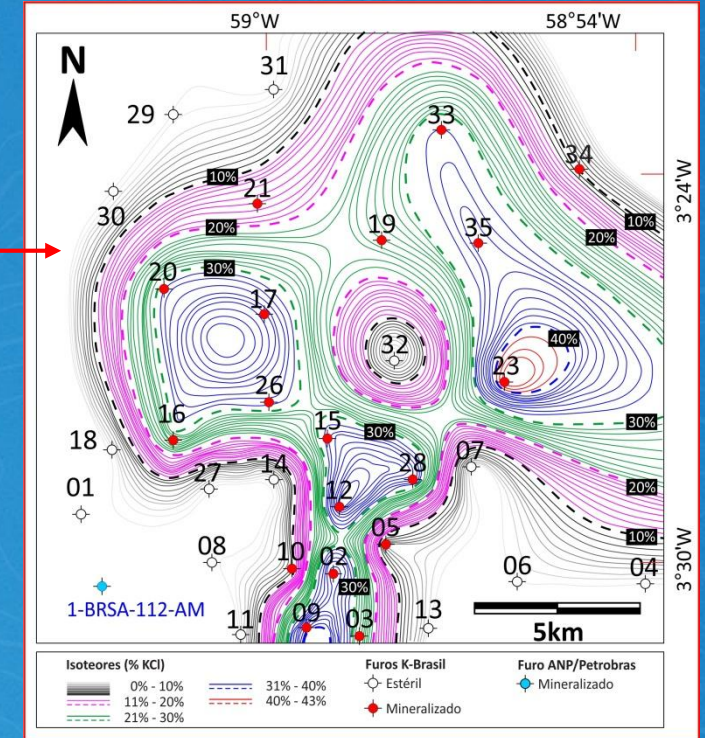 59°W
58°54'W
N
31
29
33
34
10%
21
30
3°24'W
10%
20%
19
35
20%
20
30%
17
40%
32
23
26
30%
16
15
30%
18
07
27
14
28
20%
01
12
05
10%
08
10
02
3°30'W
06
04
30%
1-BRSA-112-AM
11
09
03
13
5km
Isoteores (% KCl)
Furos K-Brasil
Furo ANP/Petrobras
0% - 10%
31% - 40%
Estéril
Mineralizado
11% - 20%
40% - 43%
Mineralizado
21% - 30%